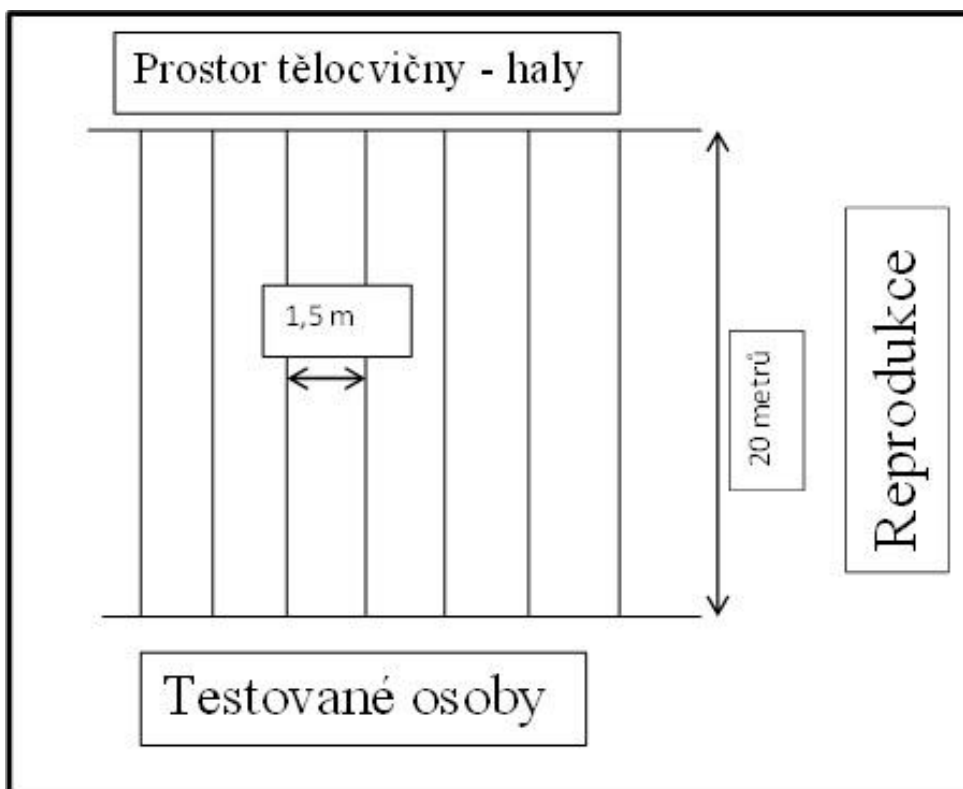 Prostor tělocvičny - haly
1,5 m
20 metrů
Reprodukce
Testované osoby